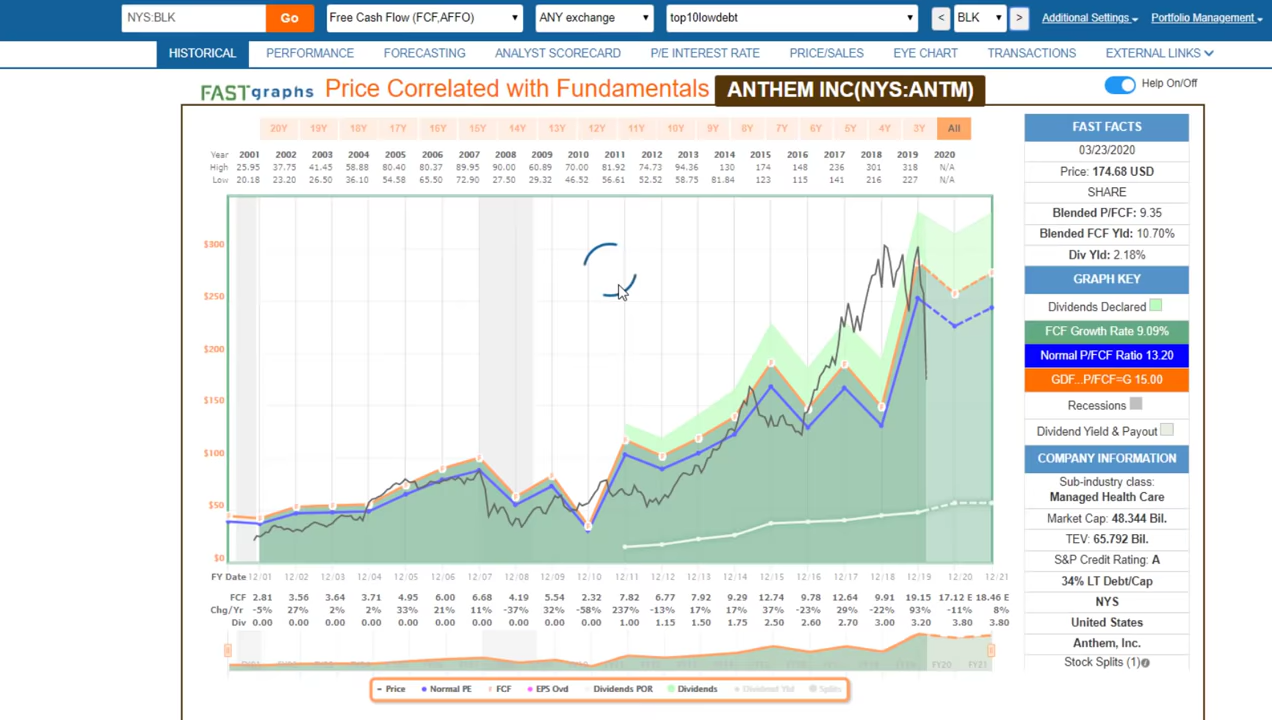 NYS:BLK Go Free Cash Flow (FCF,AFFO) ANY exchange top10lowdebt < BLK > Additional Settings Portfolio Management
HISTORICAL PERFORMANCE FORECASTING ANALYST SCORECARD P/E INTEREST RATE PRICE/SALES EYE CHART TRANSACTIONS EXTERNAL LINKS
FASTgraphs Price Correlated with Fundamentals ANTHEM INC(NYS:ANTM) Help On/Off
20Y 19Y 18Y 17Y 16Y 15Y 14Y 13Y 12Y 11Y 10Y 9Y 8Y 7Y 6Y 5Y 4Y 3Y All
Year 2001 2002 2003 2004 2005 2006 2007 2008 2009 2010 2011 2012 2013 2014 2015 2016 2017 2018 2019 2020
High 25.95 37.75 41.45 58.88 80.40 80.37 89.95 90.00 60.89 70.00 81.92 74.73 94.36 130 174 148 236 301 318 N/A
Low 20.18 23.20 26.50 36.10 54.58 65.50 72.90 27.50 29.32 46.52 56.61 52.52 58.75 81.84 123 115 141 216 227 N/A
$300
$250
$200
$150
$100
$50
$0
FY Date 12/01 12/02 12/03 12/04 12/05 12/06 12/07 12/08 12/09 12/10 12/11 12/12 12/13 12/14 12/15 12/16 12/17 12/18 12/19 12/20 12/21
FCF 2.81 3.56 3.64 3.71 4.95 6.00 6.68 4.19 5.54 2.32 7.82 6.77 7.92 9.29 12.74 9.78 12.64 9.91 19.15 17.12 E 18.46 E
Chg/Yr -5% 27% 2% 2% 33% 21% 11% -37% 32% -58% 237% -13% 17% 17% 37% -23% 29% -22% 93% -11% 8%
Div 0.00 0.00 0.00 0.00 0.00 0.00 0.00 0.00 0.00 0.00 1.00 1.15 1.50 1.75 2.50 2.60 2.70 3.00 3.20 3.80 3.80
FY20 FY21
Price Normal PE FCF EPS Ovd Dividends POR Dividends Dividend Yld Splits
FAST FACTS
03/23/2020
Price: 174.68 USD
SHARE
Blended P/FCF: 9.35
Blended FCF Yld: 10.70%
Div Yld: 2.18%
GRAPH KEY
Dividends Declared
FCF Growth Rate 9.09%
Normal P/FCF Ratio 13.20
GDF...P/FCF=G 15.00
Recessions
Dividend Yield & Payout
COMPANY INFORMATION
Sub-industry class:
Managed Health Care
Market Cap: 48.344 Bil.
TEV: 65.792 Bil.
S&P Credit Rating: A
34% LT Debt/Cap
NYS
United States
Anthem, Inc.
Stock Splits (1)